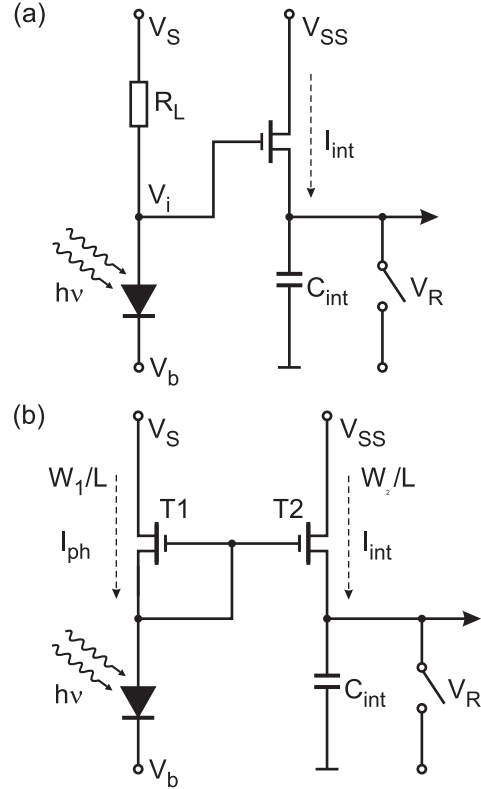 (a)
V_S
V_SS
R_L
I_int
V_i
hν
C_int
V_R
V_b
(b)
V_S
V_SS
W_1/L
W_2/L
T1
T2
I_ph
I_int
hν
C_int
V_R
V_b